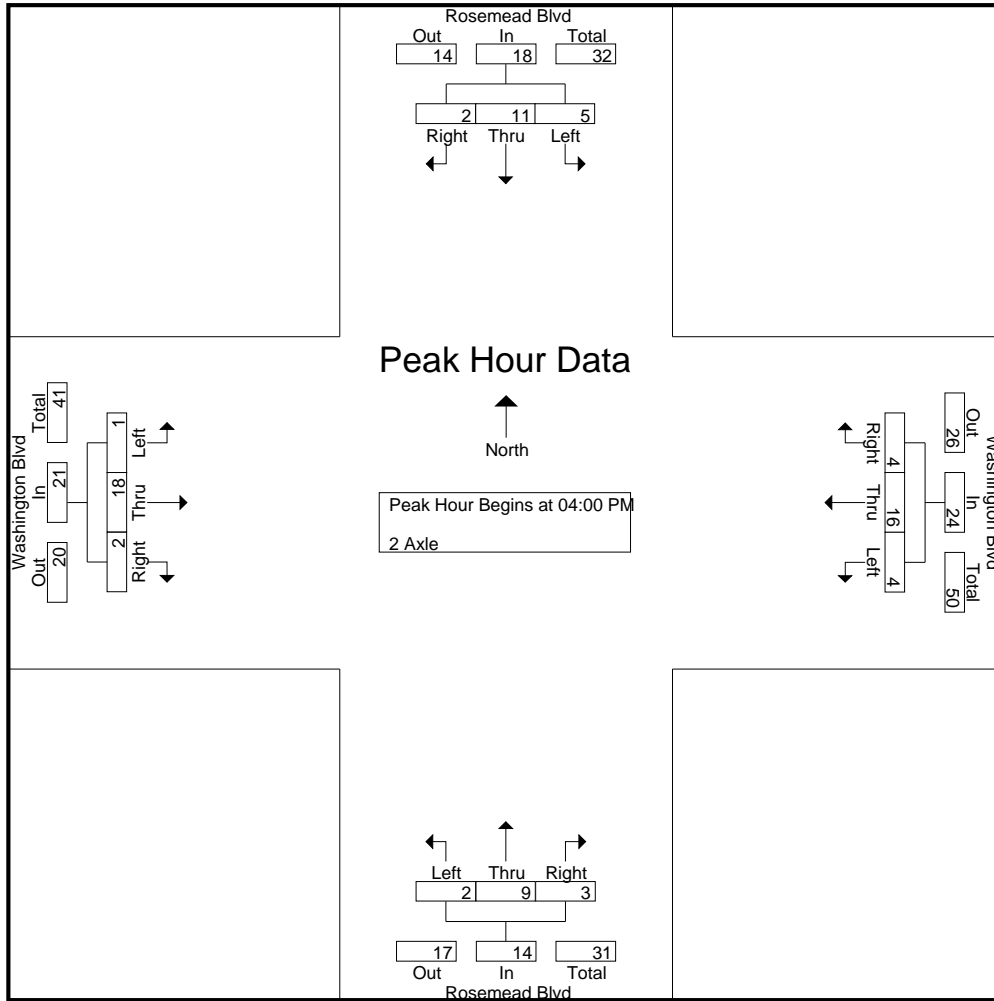 Rosemead Blvd
Out In Total
14 18 32
2 11 5
Right Thru Left
Peak Hour Data
North
Peak Hour Begins at 04:00 PM
2 Axle
Washington Blvd
Total In Out
41 21 20
1 18 2
Left Thru Right
Washington Blvd
Out In Total
26 24 50
4 16 4
Right Thru Left
Left Thru Right
2 9 3
17 14 31
Out In Total
Rosemead Blvd